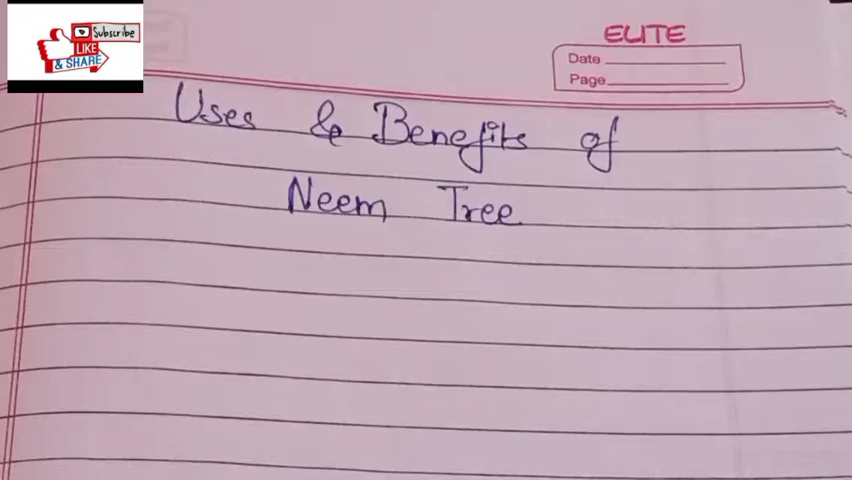 Subscribe
LIKE
& SHARE
ELITE
Date
Page
Uses & Benefits of
Neem Tree